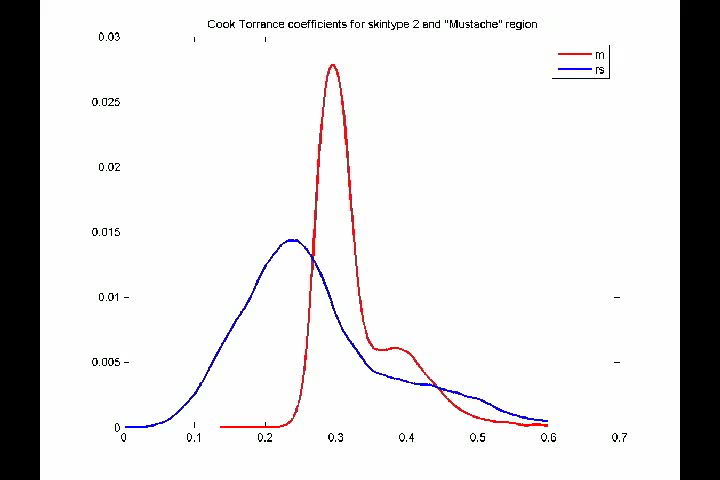 Cook Torrance coefficients for skintype 2 and "Mustache" region
0.03
m
rs
0.025
0.02
0.015
0.01
0.005
0
0 0.1 0.2 0.3 0.4 0.5 0.6 0.7